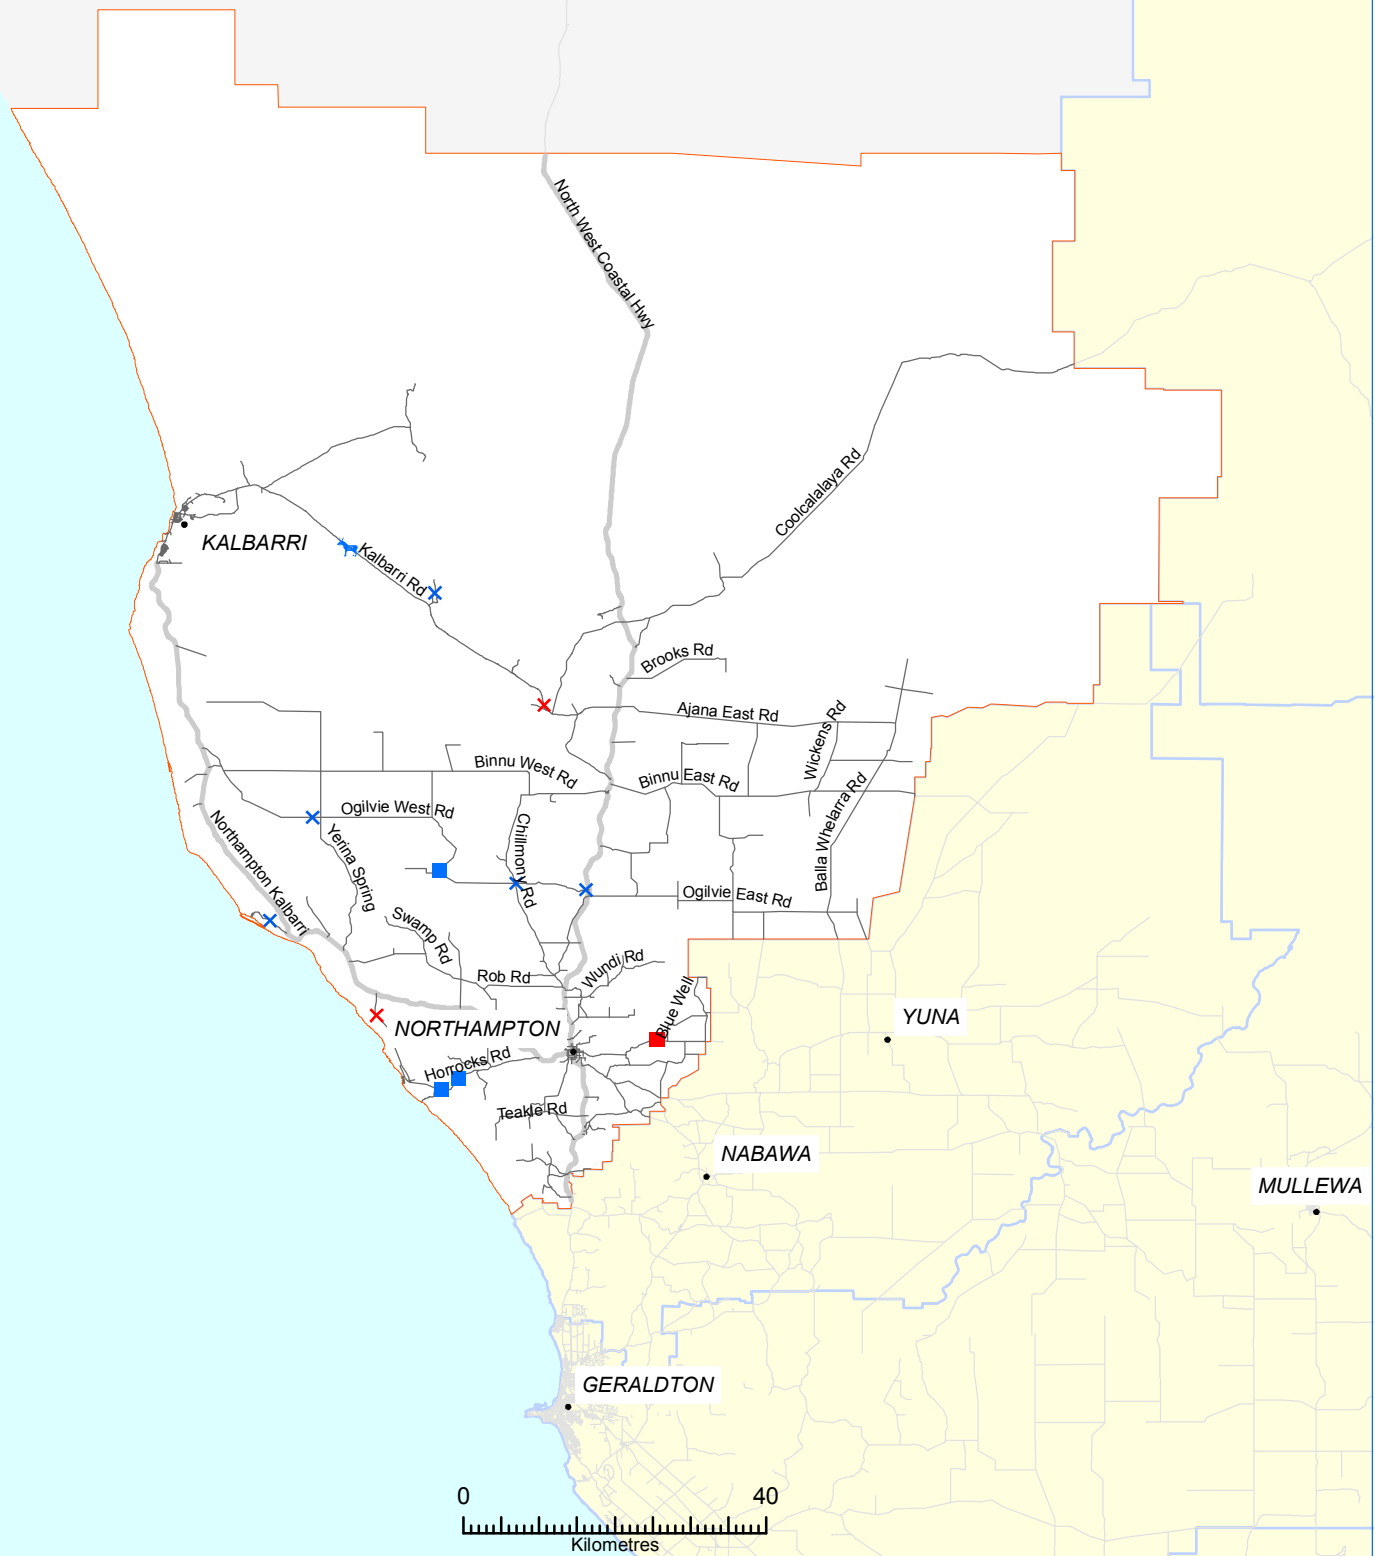 North West Coastal Hwy
Coolcalalaya Rd
KALBARRI
Kalbarri Rd
Brooks Rd
Ajana East Rd
Wickens Rd
Binnu West Rd
Binnu East Rd
Ogilvie West Rd
Chillmony Rd
Balla Whelarra Rd
Northampton Kalbarri
Yerina Spring
Ogilvie East Rd
Swamp Rd
Rob Rd
Wundi Rd
Blue Well
NORTHAMPTON
YUNA
Horrocks Rd
Teakle Rd
NABAWA
MULLEWA
GERALDTON
0 40
Kilometres